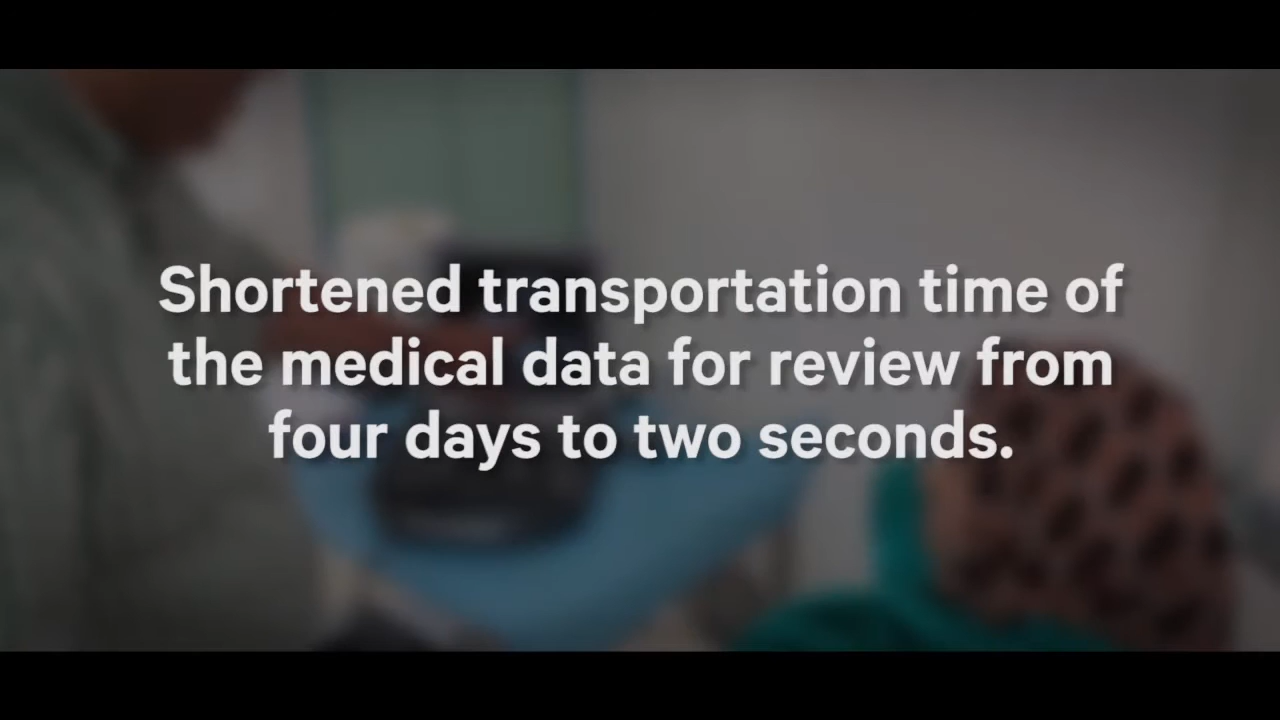 Shortened transportation time of
the medical data for review from
four days to two seconds.